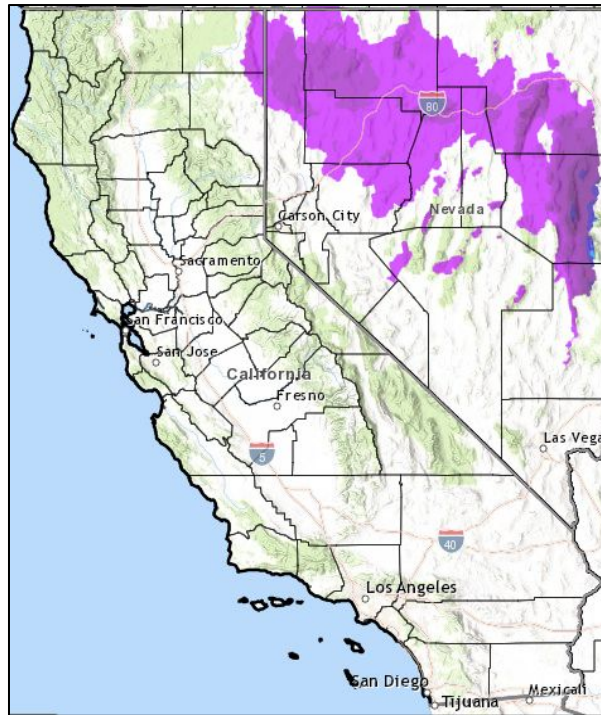 80
Nevada
Carson City
Sacramento
San Francisco
San Jose
California
Fresno
Las Vega
5
40
Los Angeles
San Diego
Tijuana
Mexicali